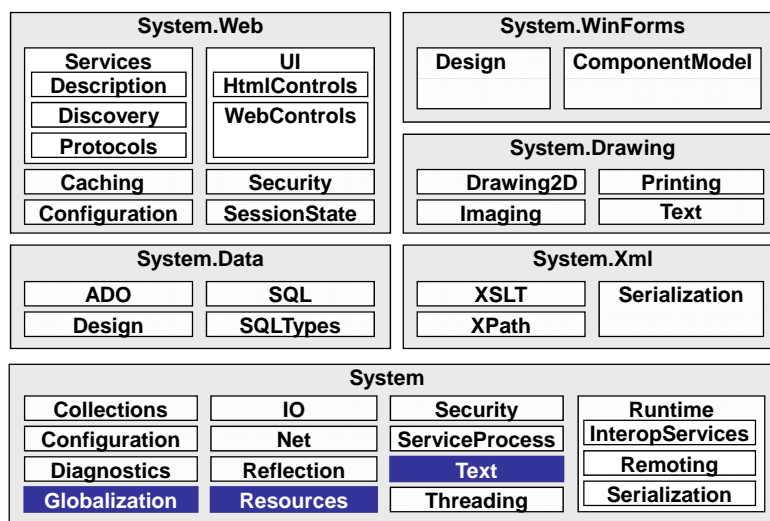 System.Web
Services
Description
Discovery
Protocols
UI
HtmlControls
WebControls
Caching
Security
Configuration
SessionState
System.WinForms
Design
ComponentModel
System.Drawing
Drawing2D
Printing
Imaging
Text
System.Data
ADO
SQL
Design
SQLTypes
System.Xml
XSLT
Serialization
XPath
System
Collections
IO
Security
Configuration
Net
ServiceProcess
Diagnostics
Reflection
Text
Globalization
Resources
Threading
Runtime
InteropServices
Remoting
Serialization